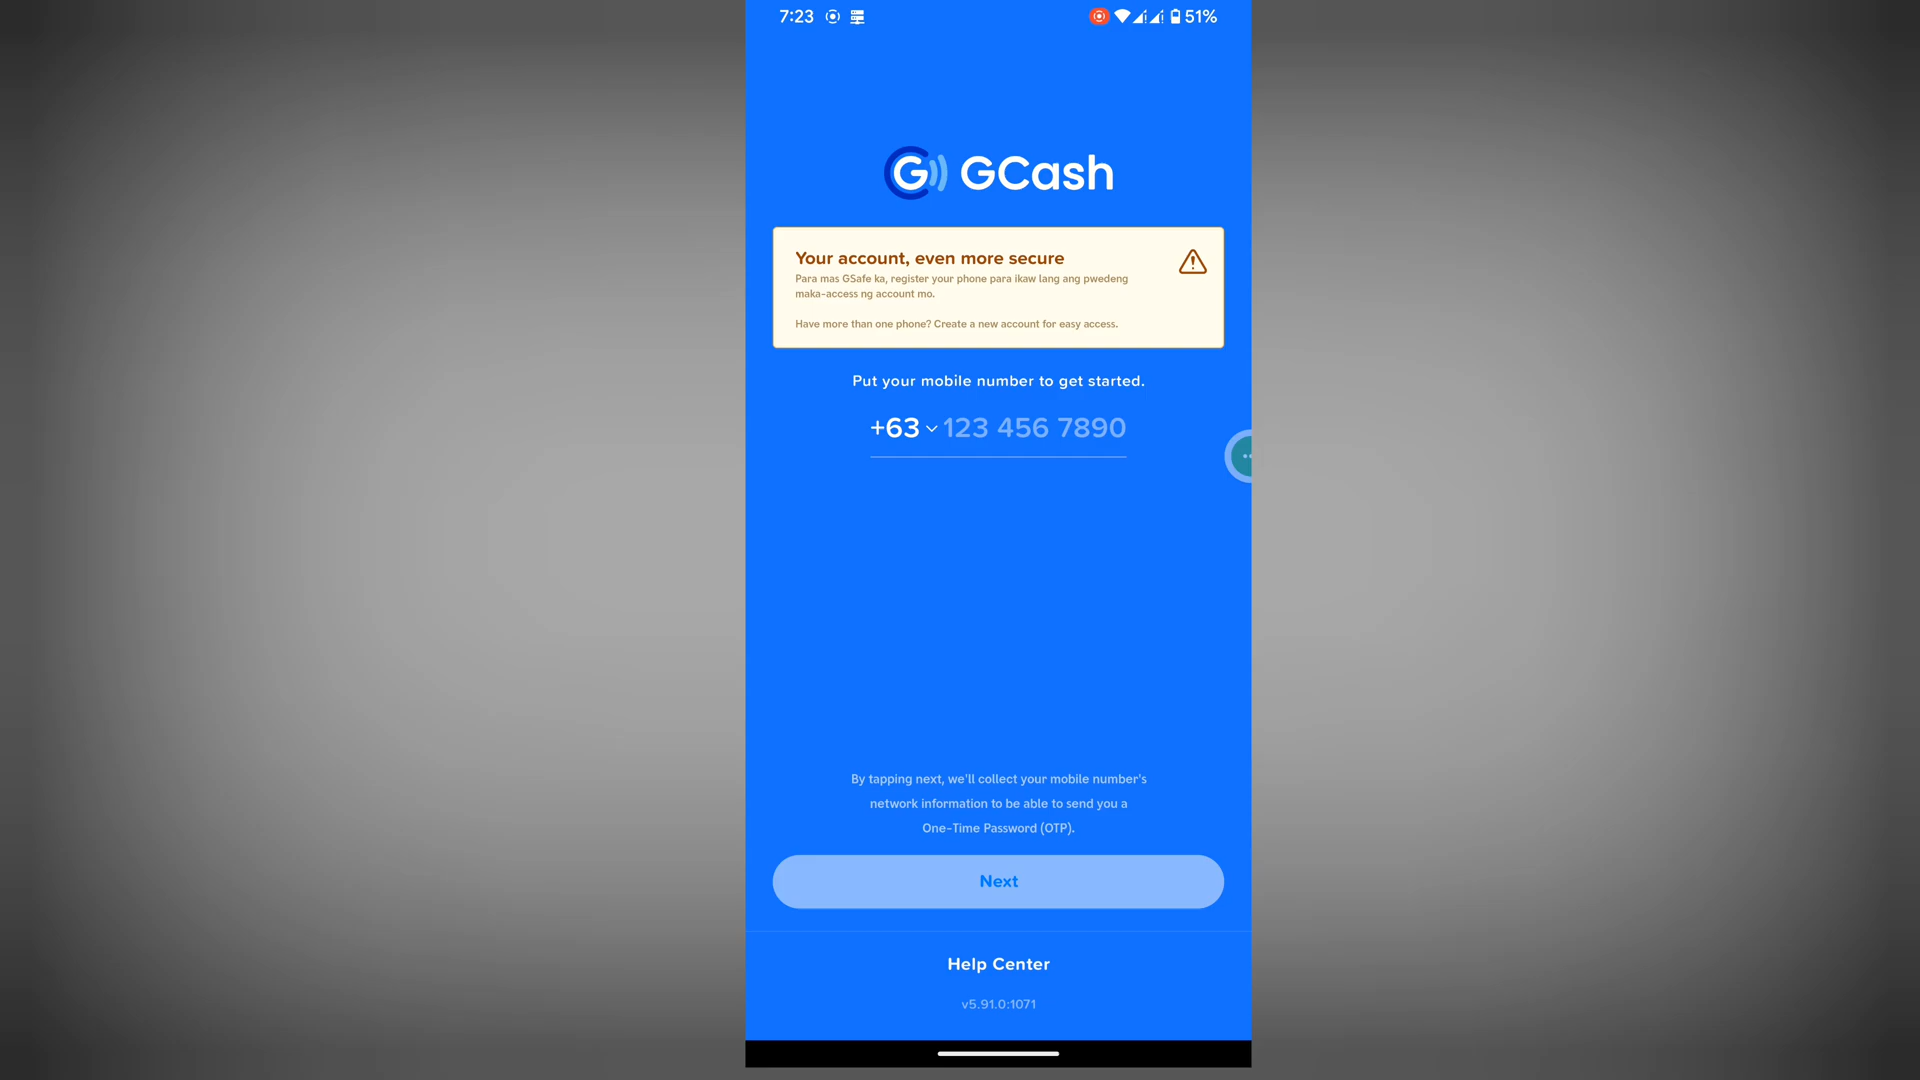 7:23
51%
GCash
Your account, even more secure
Para mas GSafe ka, register your phone para ikaw lang ang pwedeng
maka-access ng account mo.
Have more than one phone? Create a new account for easy access.
Put your mobile number to get started.
+63 123 456 7890
By tapping next, we'll collect your mobile number's
network information to be able to send you a
One-Time Password (OTP).
Next
Help Center
v5.91.0:1071